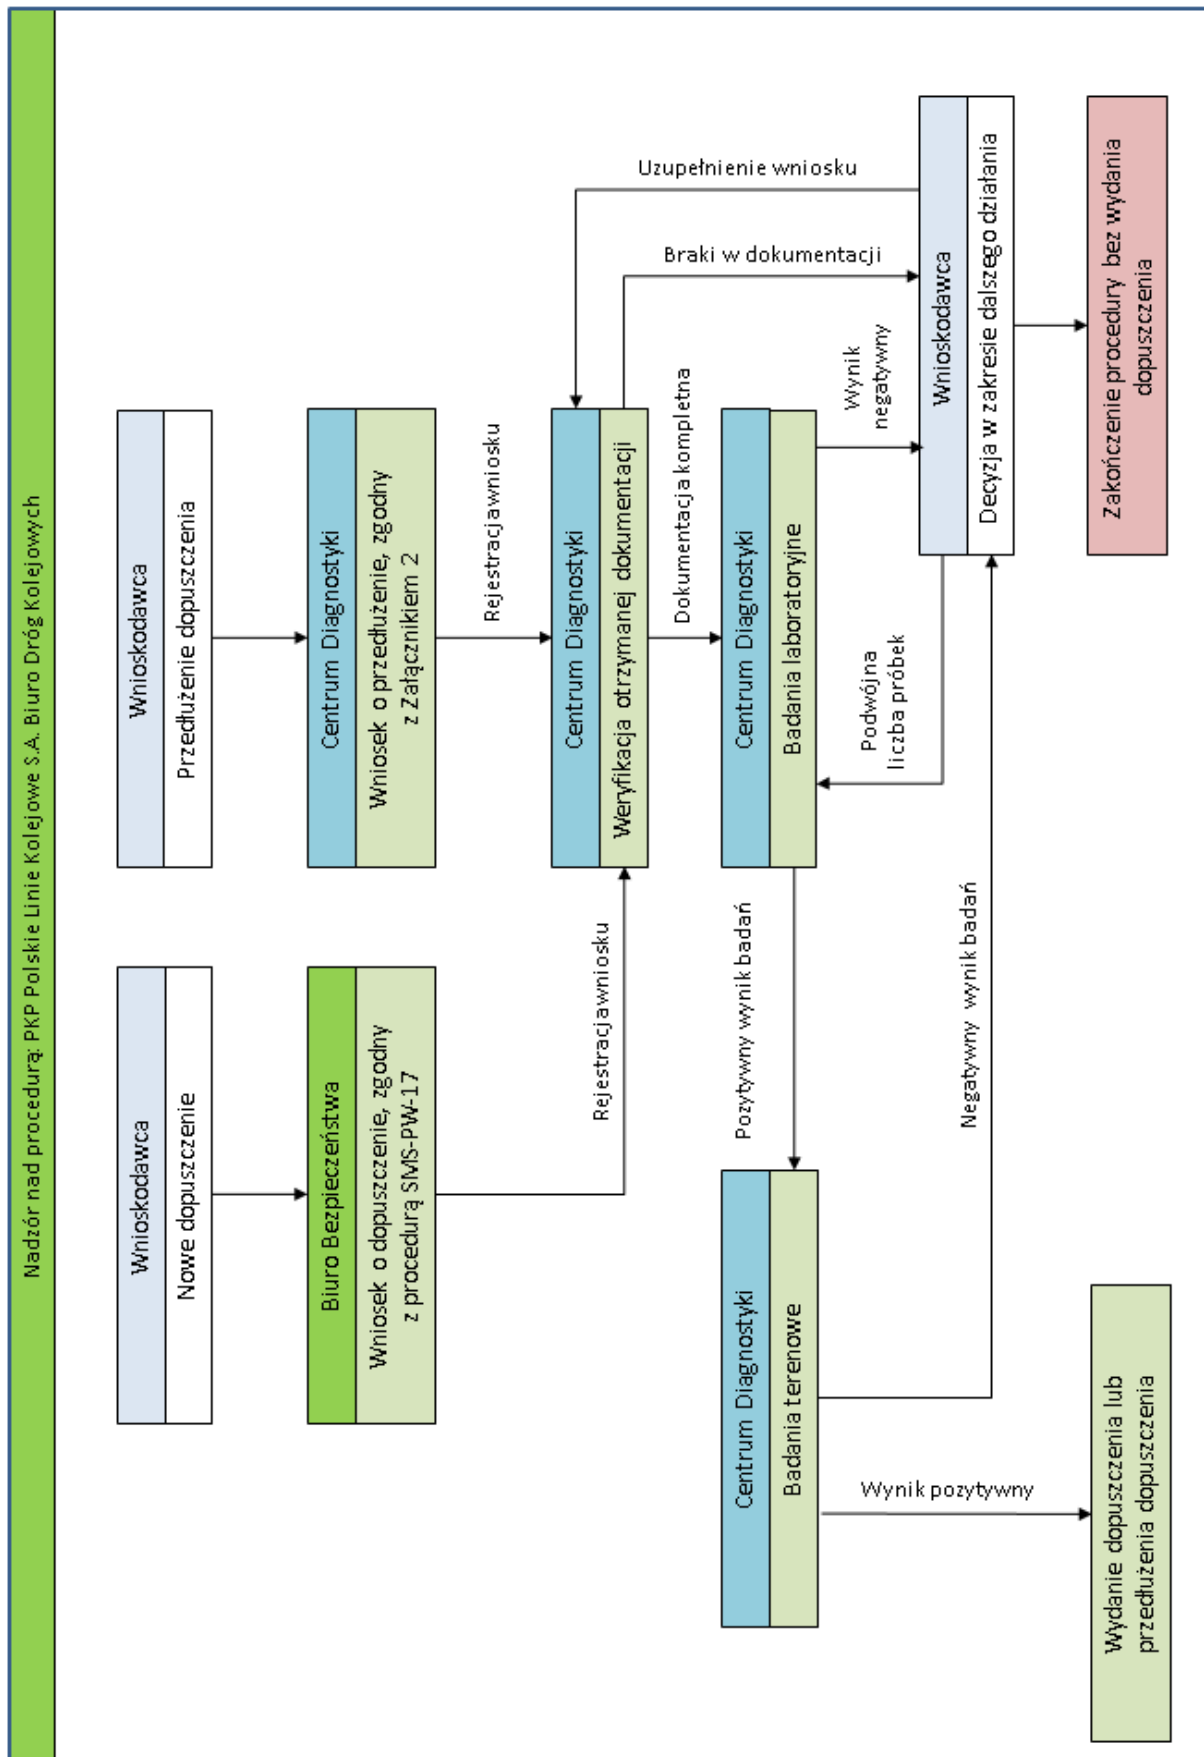 Nadzór nad procedurą: PKP Polskie Linie Kolejowe S.A. Biuro Dróg Kolejowych
Wnioskodawca
Nowe dopuszczenie
Wnioskodawca
Przedłużenie dopuszczenia
Biuro Bezpieczeństwa
Wniosek o dopuszczenie, zgodny
z procedurą SMS-PW-17
Centrum Diagnostyki
Wniosek o przedłużenie, zgodny
z Załącznikiem 2
Rejestracja wniosku
Rejestracja wniosku
Centrum Diagnostyki
Weryfikacja otrzymanej dokumentacji
Uzupełnienie wniosku
Braki w dokumentacji
Dokumentacja kompletna
Centrum Diagnostyki
Badania terenowe
Pozytywny wynik badań
Centrum Diagnostyki
Badania laboratoryjne
Wynik
negatywny
Podwójna
liczba próbek
Wnioskodawca
Decyzja w zakresie dalszego działania
Negatywny wynik badań
Wynik pozytywny
Wydanie dopuszczenia lub
przedłużenia dopuszczenia
Zakończenie procedury bez wydania
dopuszczenia